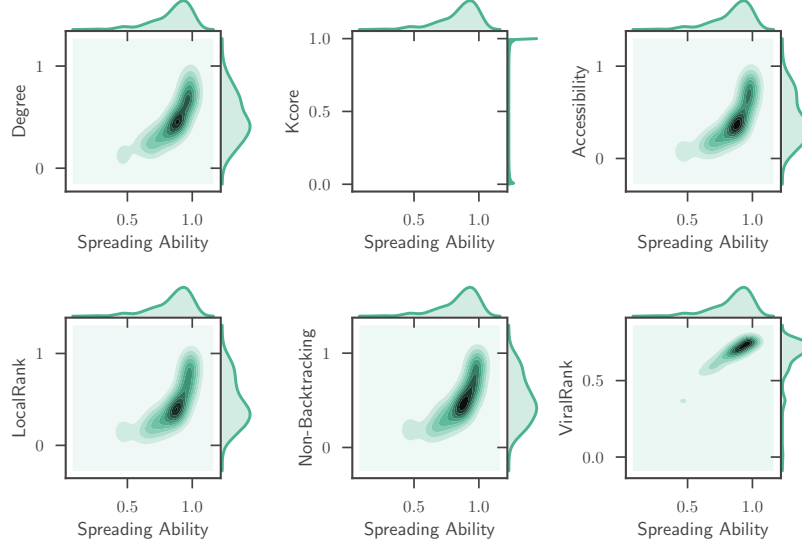 1
0
Degree
0.5 1.0
Spreading Ability
1.0
0.5
0.0
Kcore
0.5 1.0
Spreading Ability
1
0
Accessibility
0.5 1.0
Spreading Ability
1
0
LocalRank
0.5 1.0
Spreading Ability
1
0
Non-Backtracking
0.5 1.0
Spreading Ability
0.5
0.0
ViralRank
0.5 1.0
Spreading Ability